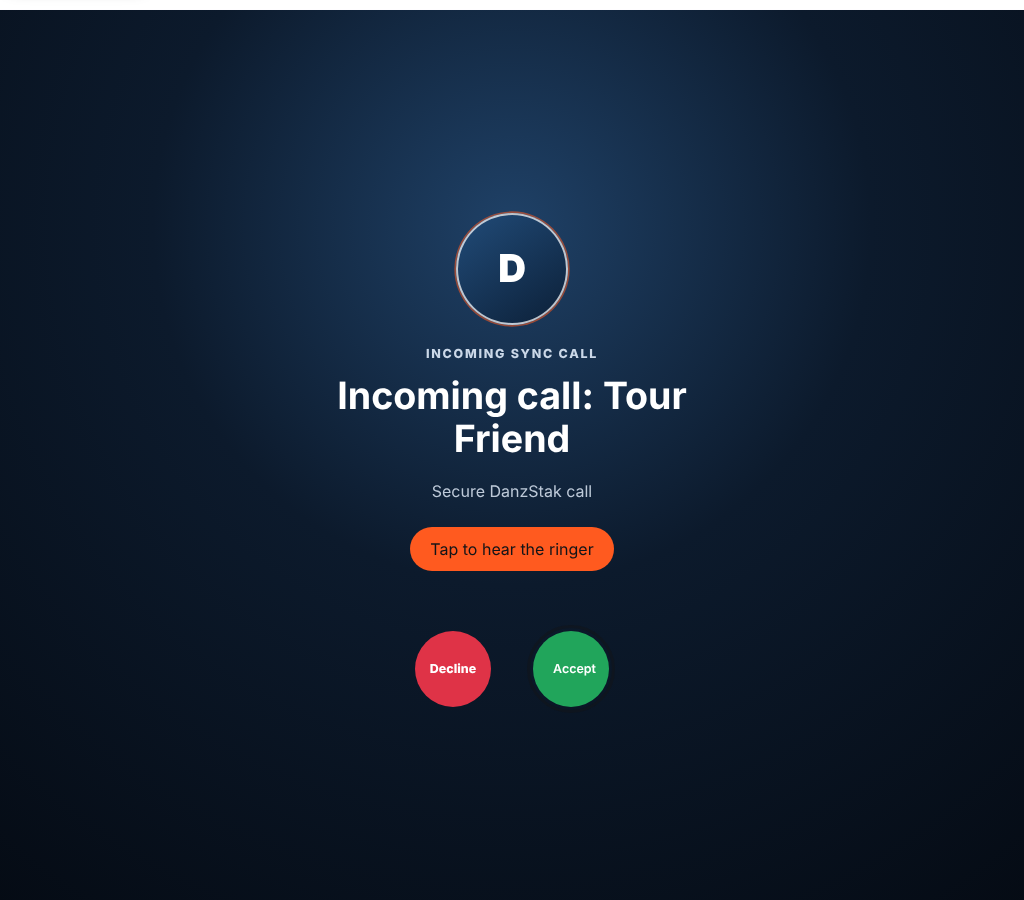 D
INCOMING SYNC CALL
Incoming call: Tour
Friend
Secure DanzStak call
Tap to hear the ringer
Decline
Accept